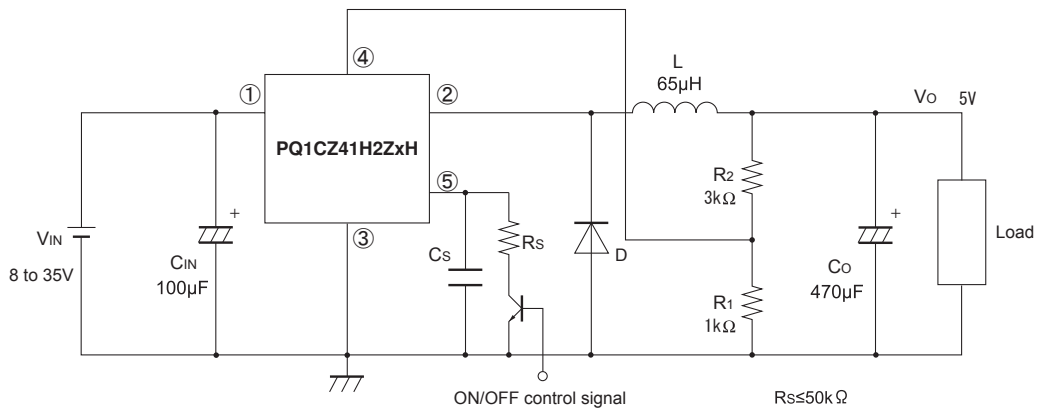 ④
L
65μH
①
②
VO 5V
PQ1CZ41H2ZxH
⑤
R2
3kΩ
VIN
8 to 35V
+
CIN
100μF
③
CS
RS
D
+
CO
470μF
Load
R1
1kΩ
ON/OFF control signal
RS≤50kΩ